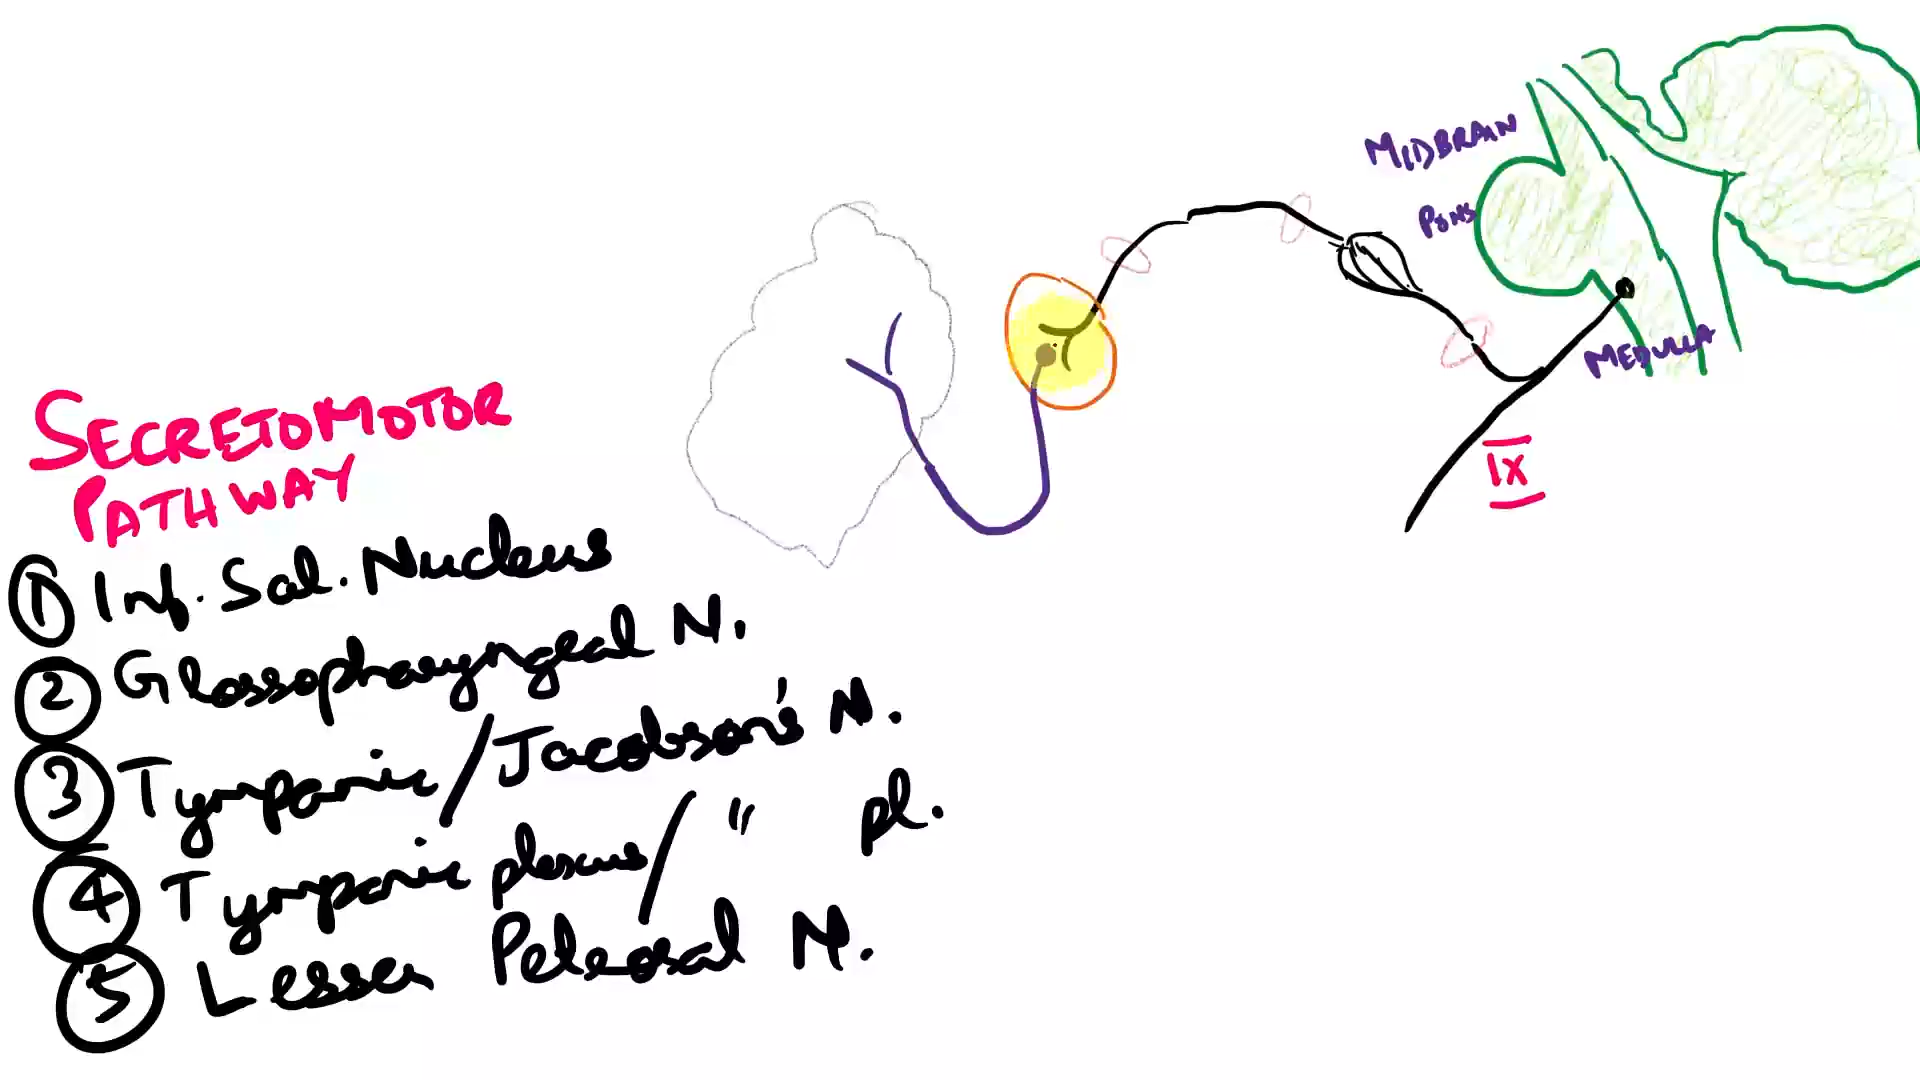 MIDBRAIN
PONS
MEDULLA
IX
SECRETOMOTOR
PATHWAY
① Inf. Sal. Nucleus
② Glossopharyngeal N.
③ Tympanic/Jacobson's N.
④ Tympanic plexus/ " pl.
⑤ Lesser Petrosal N.